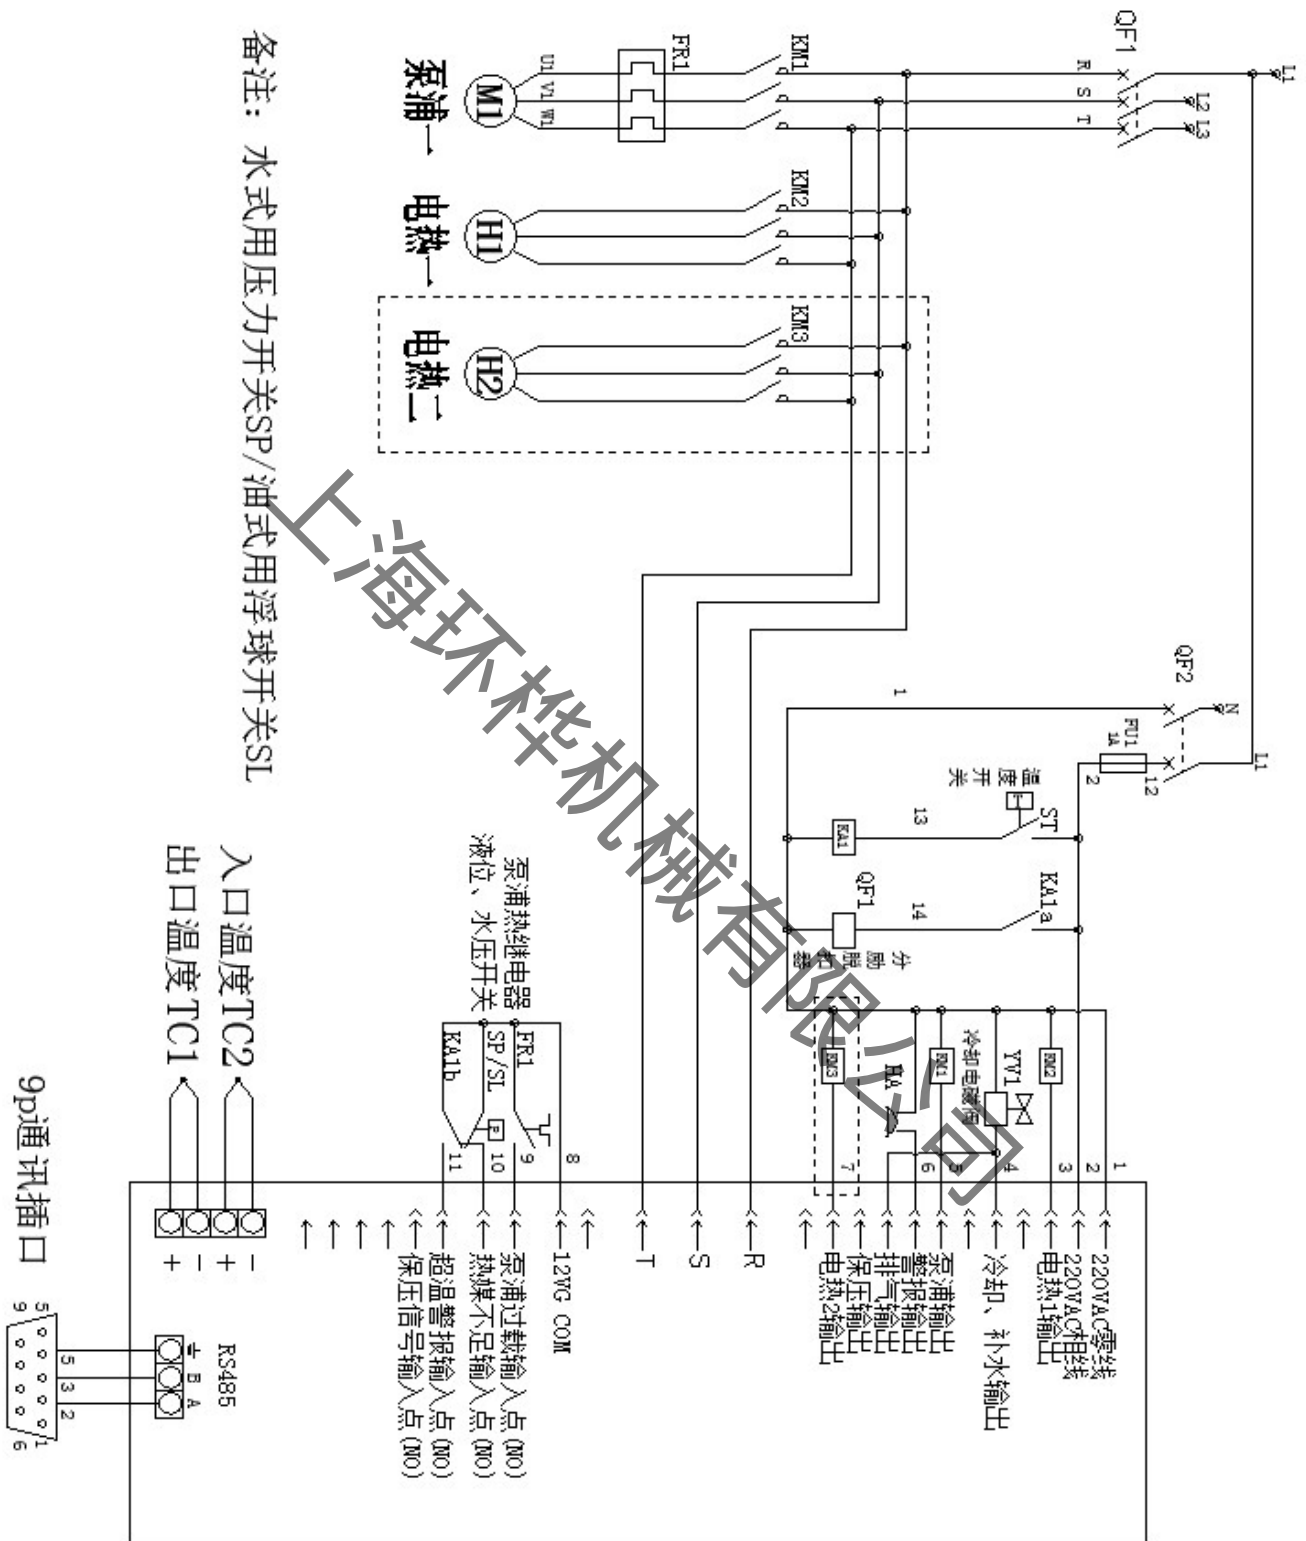 L1
L2
L3
QF1
R
S
T
KM1
FR1
U1
V1
W1
M1
泵浦一
KM2
H1
电热一
KM3
H2
电热二
备注：水式用压力开关SP/油式用浮球开关SL
QF2
N
L1
FU1
1A
12
2
1
ST
温度开关
13
KA1
KA1a
14
QF1
分励脱扣器
KM2
YV1
冷却电磁阀
KM1
HA
KM3
1
2
3
4
5
6
7
220VAC零线
220VAC相线
电热1输出
冷却、补水输出
泵浦输出
警报输出
排气输出
保压输出
电热2输出
R
S
T
泵浦热继电器
液位、水压开关
FR1
SP/SL
KA1b
P
8
9
10
11
12VG COM
泵浦过载输入点(NO)
热媒不足输入点(NO)
超温警报输入点(NO)
保压信号输入点(NO)
入口温度TC2
出口温度TC1
-
+
-
+
RS485
A
B
9p通讯插口
5
3
2
5
9
1
6
上海环桦机械有限公司